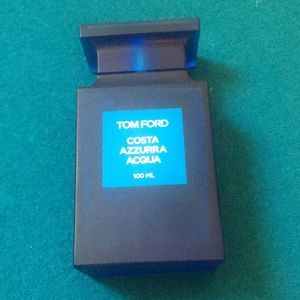 TOM FORD
COSTA
AZZURRA
ACQUA
100 ML